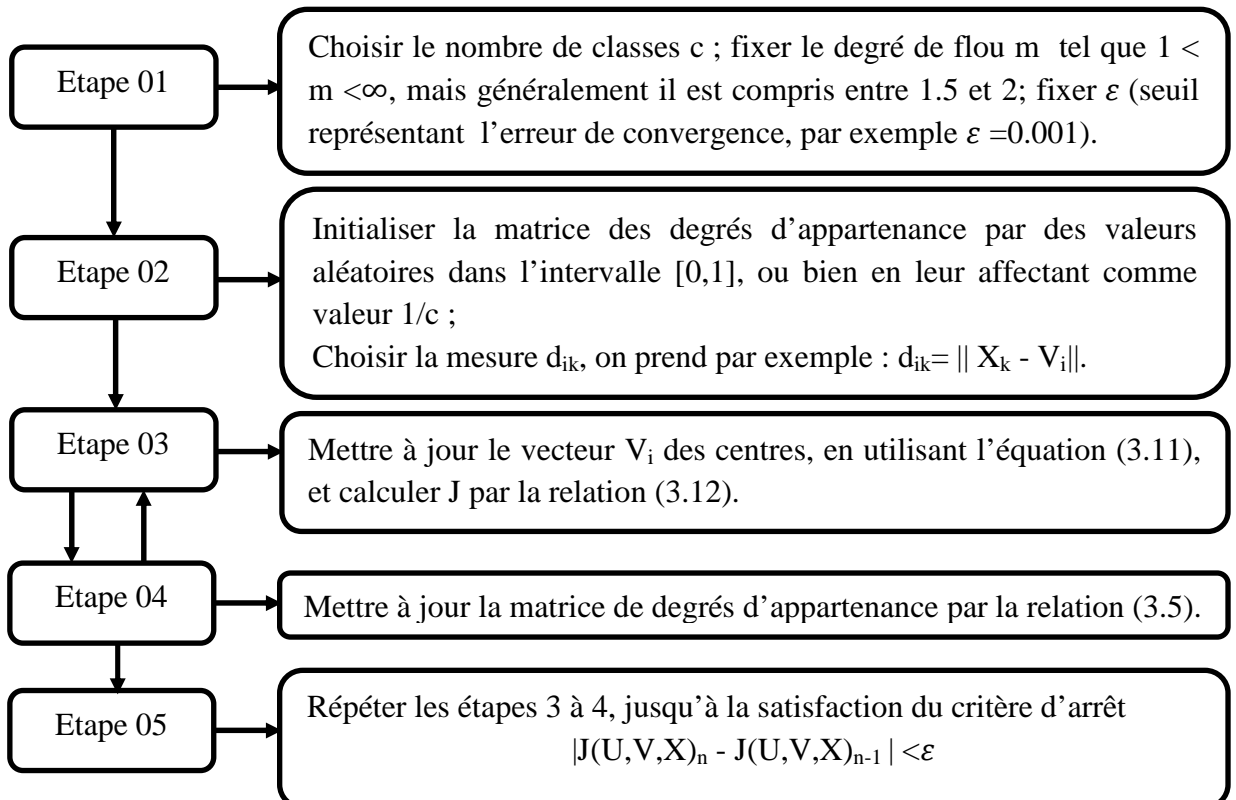 Etape 01
Choisir le nombre de classes c ; fixer le degré de flou m tel que 1 <
m <∞, mais généralement il est compris entre 1.5 et 2; fixer ε (seuil
représentant l’erreur de convergence, par exemple ε =0.001).
Etape 02
Initialiser la matrice des degrés d’appartenance par des valeurs
aléatoires dans l’intervalle [0,1], ou bien en leur affectant comme
valeur 1/c ;
Choisir la mesure dik, on prend par exemple : dik= || Xk - Vi||.
Etape 03
Mettre à jour le vecteur Vi des centres, en utilisant l’équation (3.11),
et calculer J par la relation (3.12).
Etape 04
Mettre à jour la matrice de degrés d’appartenance par la relation (3.5).
Etape 05
Répéter les étapes 3 à 4, jusqu’à la satisfaction du critère d’arrêt
|J(U,V,X)n - J(U,V,X)n-1 | <ε